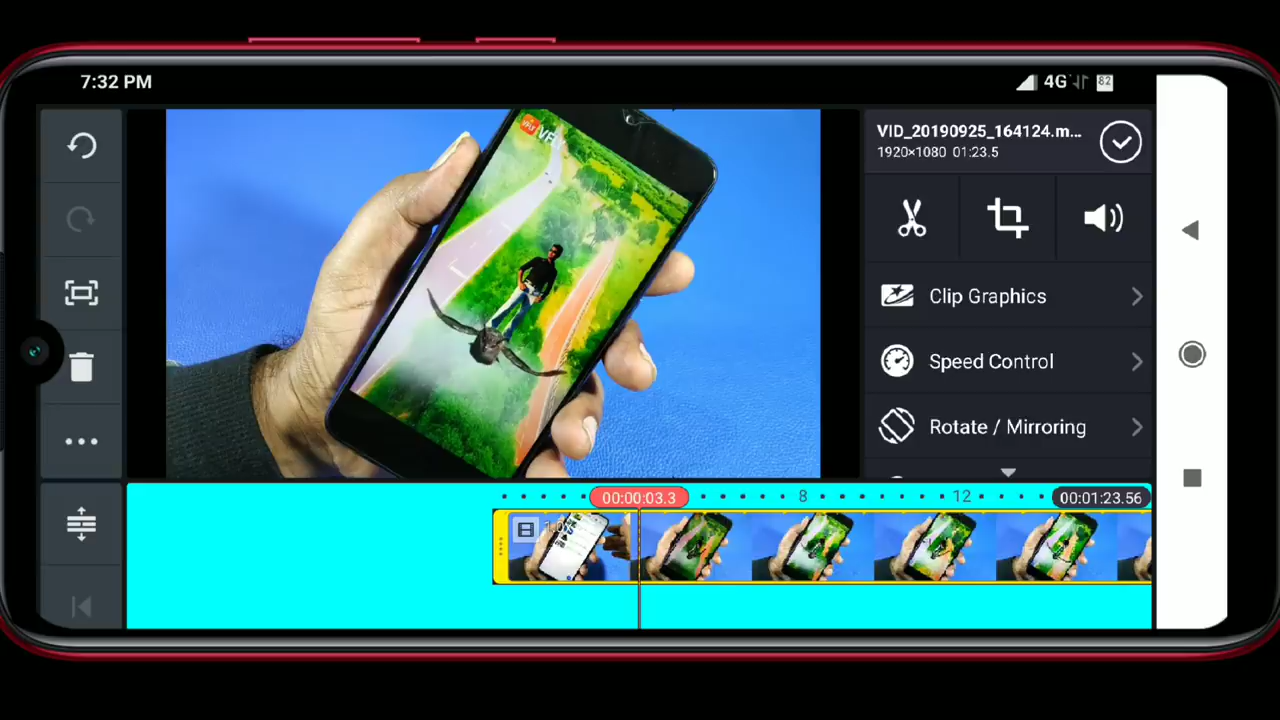 7:32 PM
4G
82
VID_20190925_164124.m...
1920×1080 01:23.5
Clip Graphics
Speed Control
Rotate / Mirroring
00:00:03.3
8
12
00:01:23.56